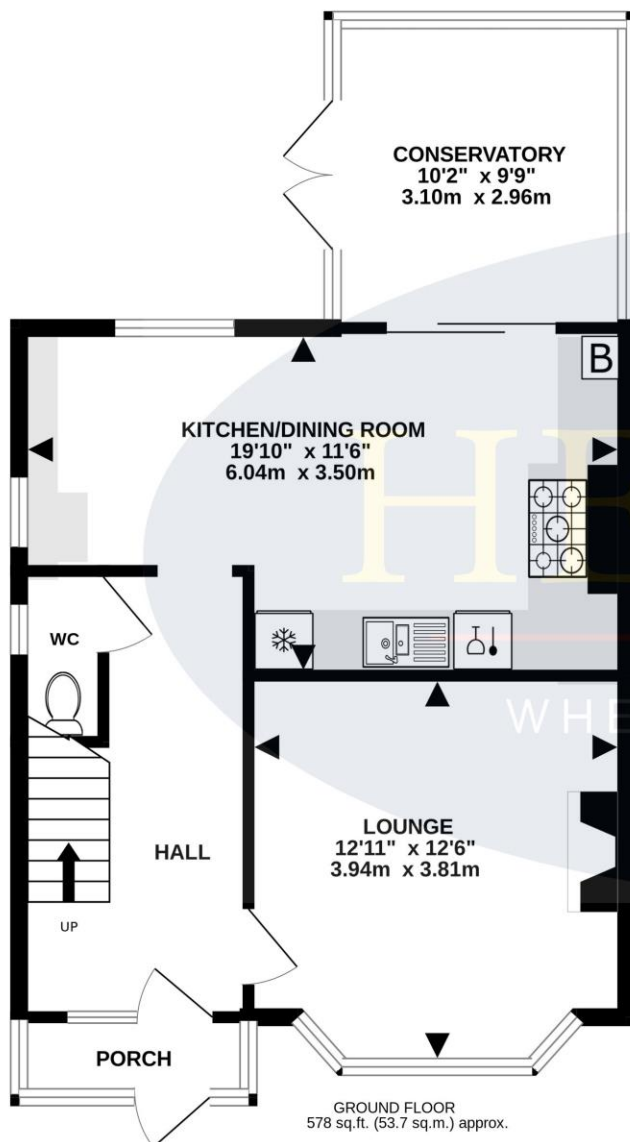 CONSERVATORY
10'2" x 9'9"
3.10m x 2.96m
B
KITCHEN/DINING ROOM
19'10" x 11'6"
6.04m x 3.50m
HE
WC
WHE
LOUNGE
12'11" x 12'6"
3.94m x 3.81m
HALL
UP
PORCH
GROUND FLOOR
578 sq.ft. (53.7 sq.m.) approx.